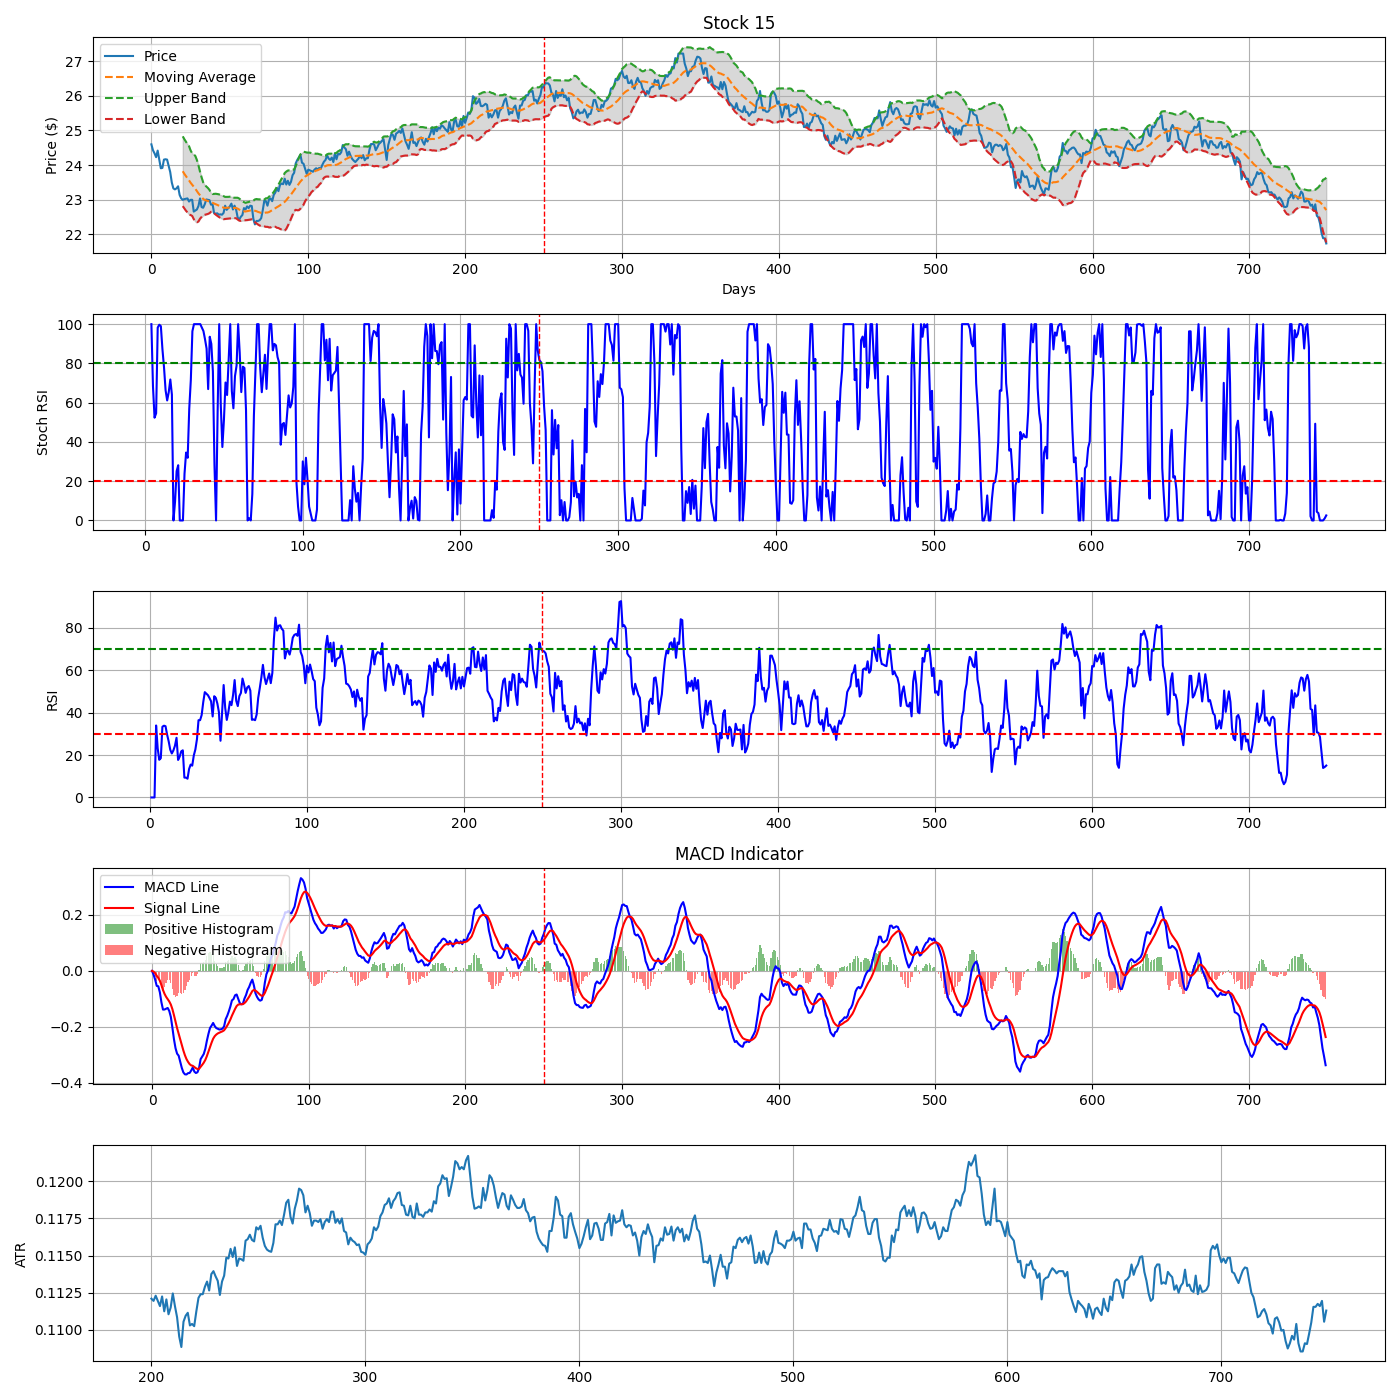 Stock 15
Price
Moving Average
Upper Band
Lower Band
Price ($)
27
26
25
24
23
22
0 100 200 300 400 500 600 700
Days
Stoch RSI
100
80
60
40
20
0
0 100 200 300 400 500 600 700
RSI
80
60
40
20
0
0 100 200 300 400 500 600 700
MACD Indicator
MACD Line
Signal Line
Positive Histogram
Negative Histogram
0.2
0.0
−0.2
−0.4
0 100 200 300 400 500 600 700
ATR
0.1200
0.1175
0.1150
0.1125
0.1100
200 300 400 500 600 700